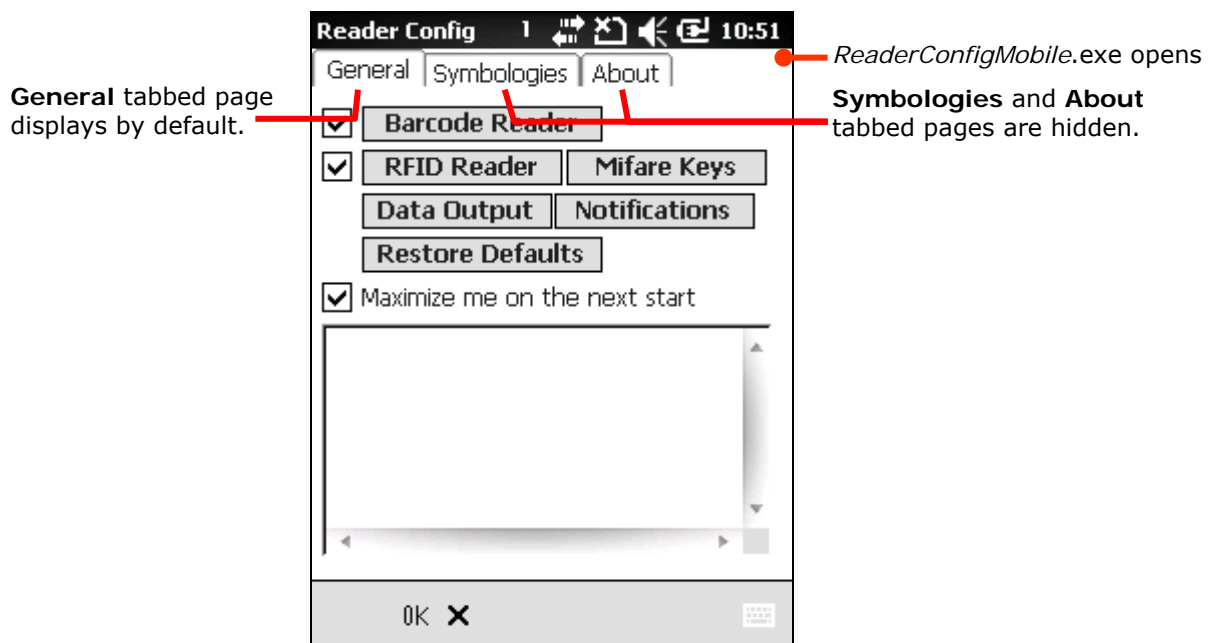 Reader Config 1 10:51
General Symbologies About
Barcode Reader
RFID Reader Mifare Keys
Data Output Notifications
Restore Defaults
Maximize me on the next start
OK
General tabbed page
displays by default.
ReaderConfigMobile.exe opens
Symbologies and About
tabbed pages are hidden.